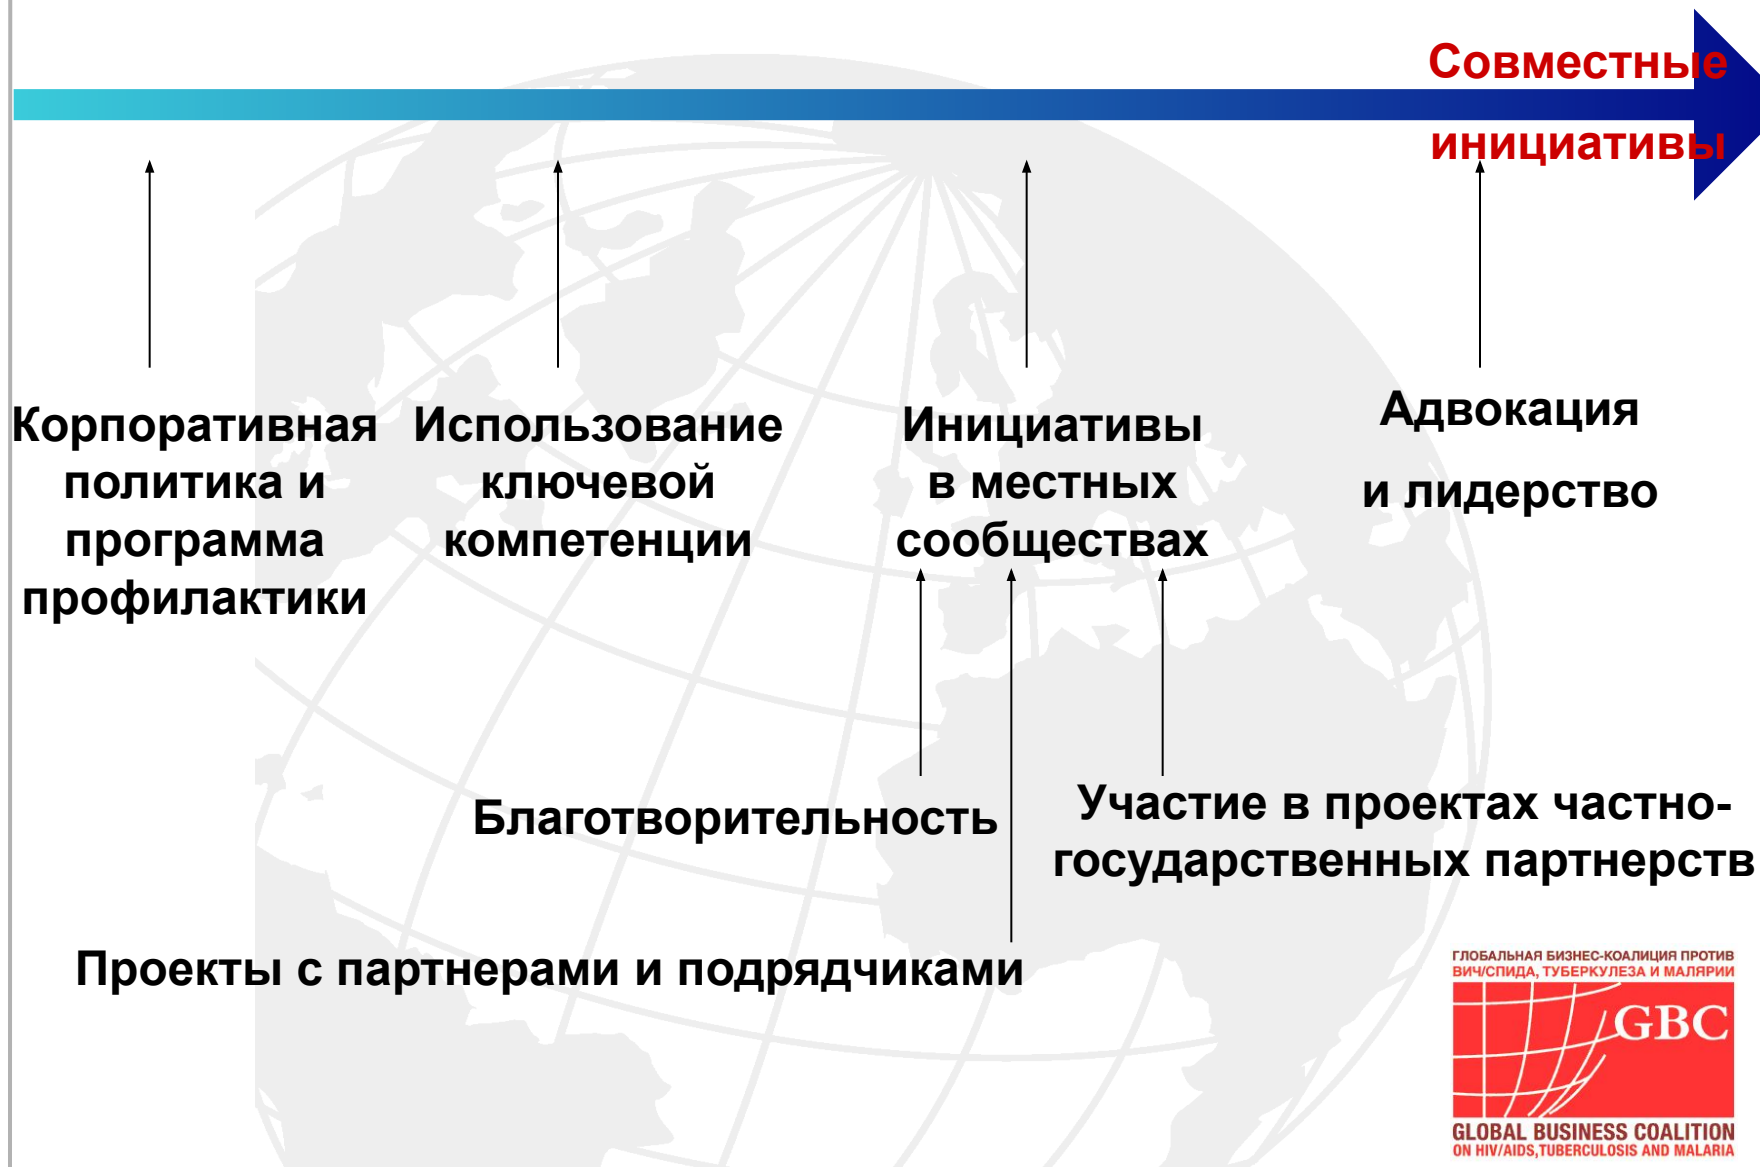 Совместные
инициативы
Корпоративная
политика и
программа
профилактики
Использование
ключевой
компетенции
Инициативы
в местных
сообществах
Адвокация
и лидерство
Благотворительность
Участие в проектах частно-
государственных партнерств
Проекты с партнерами и подрядчиками
ГЛОБАЛЬНАЯ БИЗНЕС-КОАЛИЦИЯ ПРОТИВ
ВИЧ/СПИДА, ТУБЕРКУЛЕЗА И МАЛЯРИИ
GBC
GLOBAL BUSINESS COALITION
ON HIV/AIDS,TUBERCULOSIS AND MALARIA